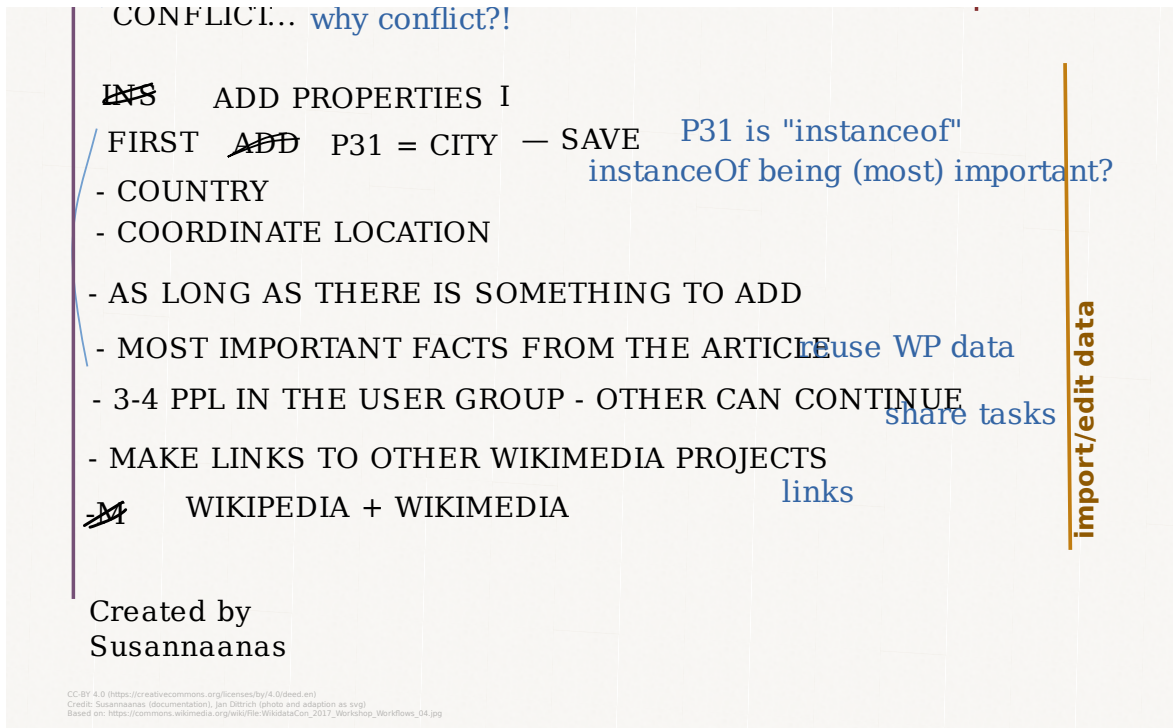 CONFLICT... why conflict?!
INS ADD PROPERTIES I
FIRST ADD P31 = CITY — SAVE P31 is "instanceof"
instanceOf being (most) important?
- COUNTRY
- COORDINATE LOCATION
- AS LONG AS THERE IS SOMETHING TO ADD
- MOST IMPORTANT FACTS FROM THE ARTICLE reuse WP data
- 3-4 PPL IN THE USER GROUP - OTHER CAN CONTINUE
share tasks
- MAKE LINKS TO OTHER WIKIMEDIA PROJECTS
links
-M WIKIPEDIA + WIKIMEDIA
import/edit data
Created by
Susannaanas
CC-BY 4.0 (https://creativecommons.org/licenses/by/4.0/deed.en)
Credit: Susannaanas (documentation), Jan Dittrich (photo and adaption as svg)
Based on: https://commons.wikimedia.org/wiki/File:WikidataCon_2017_Workshop_Workflows_04.jpg